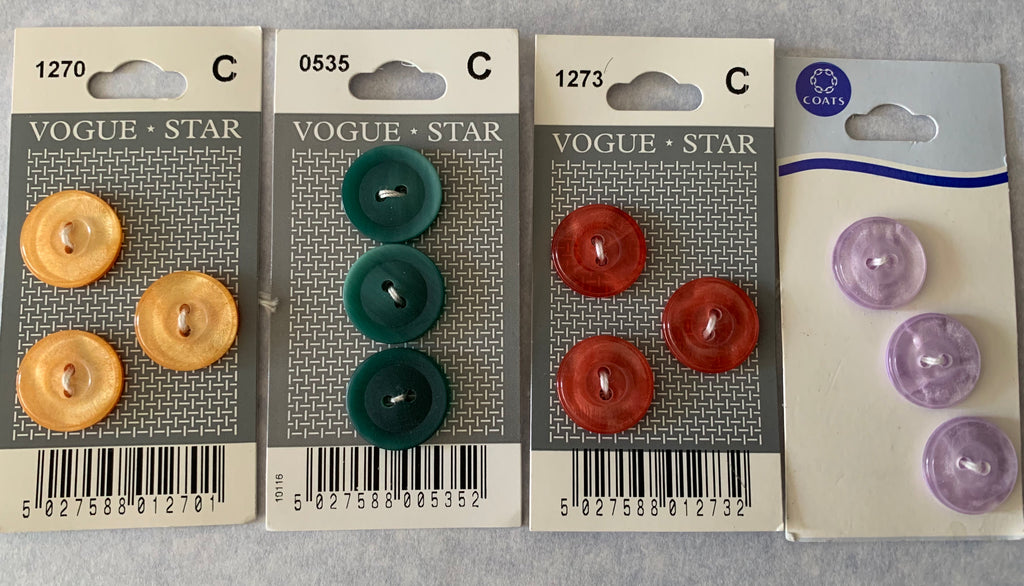 1270 C
VOGUE ★ STAR
5 027588 012701
0535 C
VOGUE ★ STAR
10116
5 027588 005352
1273 C
VOGUE ★ STAR
5 027588 012732
COATS